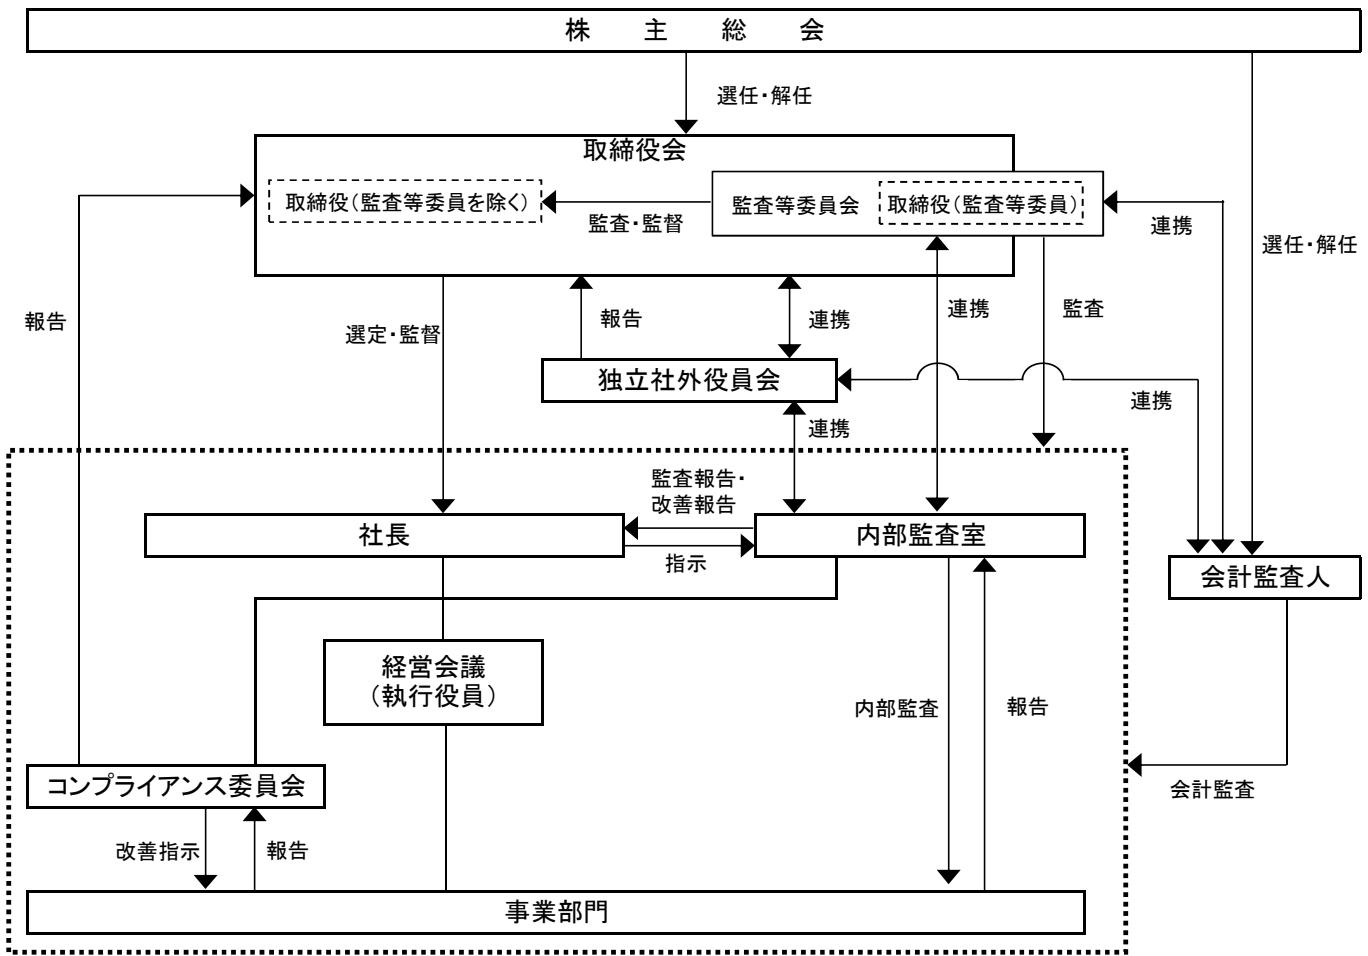 株主総会
選任・解任
取締役会
取締役（監査等委員を除く）
監査・監督
監査等委員会
取締役（監査等委員）
連携
選任・解任
報告
選定・監督
報告
連携
連携
監査
独立社外役員会
連携
連携
監査報告・
改善報告
社長
内部監査室
指示
会計監査人
経営会議
（執行役員）
内部監査
報告
コンプライアンス委員会
会計監査
改善指示
報告
事業部門